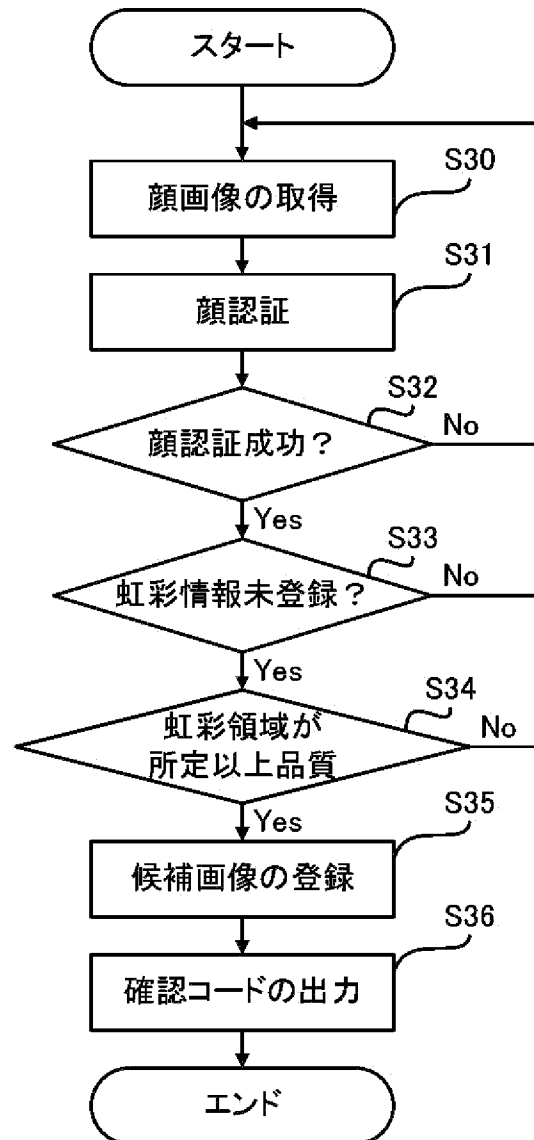 スタート
S30
顔画像の取得
S31
顔認証
S32
顔認証成功？
No
Yes
S33
虹彩情報未登録？
No
Yes
S34
虹彩領域が
所定以上品質
No
Yes
S35
候補画像の登録
S36
確認コードの出力
エンド